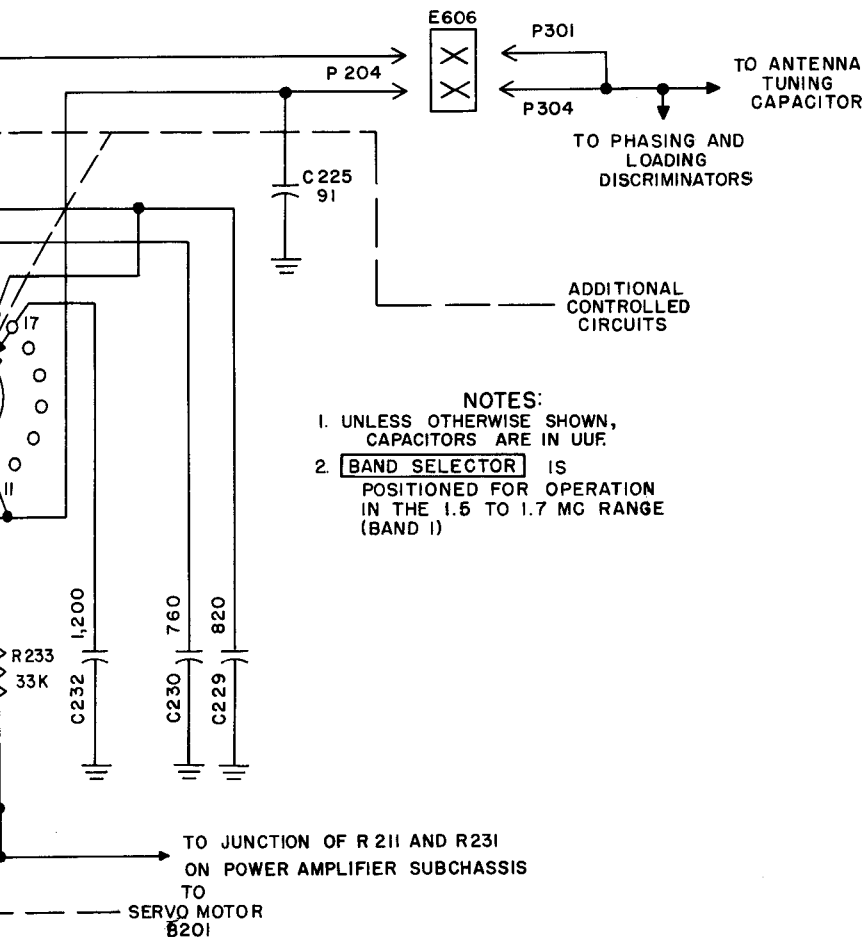 E606
P301
P 204
P304
TO ANTENNA
TUNING
CAPACITOR
TO PHASING AND
LOADING
DISCRIMINATORS
C 225
91
ADDITIONAL
CONTROLLED
CIRCUITS
17
11
NOTES:
1. UNLESS OTHERWISE SHOWN,
CAPACITORS ARE IN UUF.
2. BAND SELECTOR IS
POSITIONED FOR OPERATION
IN THE 1.5 TO 1.7 MC RANGE
(BAND 1)
R233
33K
1,200
C232
760
C230
820
C229
TO JUNCTION OF R 211 AND R231
ON POWER AMPLIFIER SUBCHASSIS
TO
SERVO MOTOR
B201